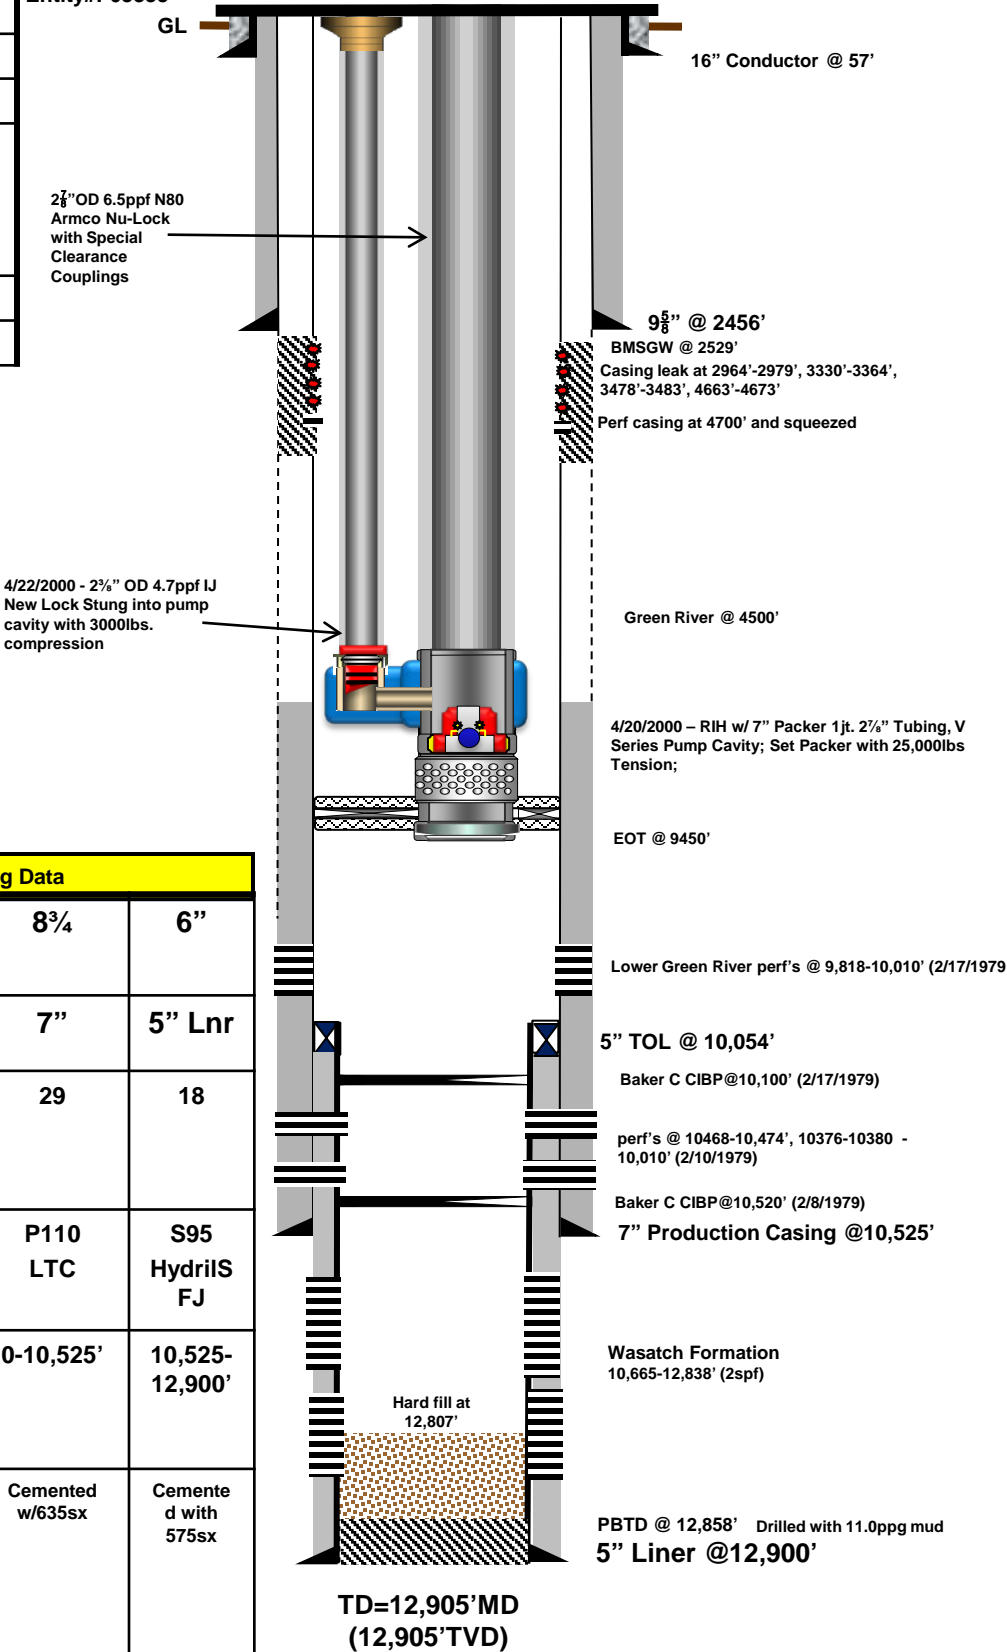 GL
16” Conductor @ 57’
2⅞”OD 6.5ppf N80
Armco Nu-Lock
with Special
Clearance
Couplings
9⅝” @ 2456’
BMSGW @ 2529’
Casing leak at 2964’-2979’, 3330’-3364’,
3478’-3483’, 4663’-4673’
Perf casing at 4700’ and squeezed
4/22/2000 - 2⅜” OD 4.7ppf IJ
New Lock Stung into pump
cavity with 3000lbs.
compression
Green River @ 4500’
4/20/2000 – RIH w/ 7” Packer 1jt. 2⅞” Tubing, V
Series Pump Cavity; Set Packer with 25,000lbs
Tension;
EOT @ 9450’
g Data
8¾ 6”
7” 5” Lnr
29 18
P110 S95
LTC HydrilS
FJ
0-10,525’ 10,525-
12,900’
Cemented Cemente
w/635sx d with
575sx
Lower Green River perf’s @ 9,818-10,010’ (2/17/1979
5” TOL @ 10,054’
Baker C CIBP@10,100’ (2/17/1979)
perf’s @ 10468-10,474’, 10376-10380 -
10,010’ (2/10/1979)
Baker C CIBP@10,520’ (2/8/1979)
7” Production Casing @10,525’
Wasatch Formation
10,665-12,838’ (2spf)
Hard fill at
12,807’
PBTD @ 12,858’ Drilled with 11.0ppg mud
5” Liner @12,900’
TD=12,905’MD
(12,905’TVD)